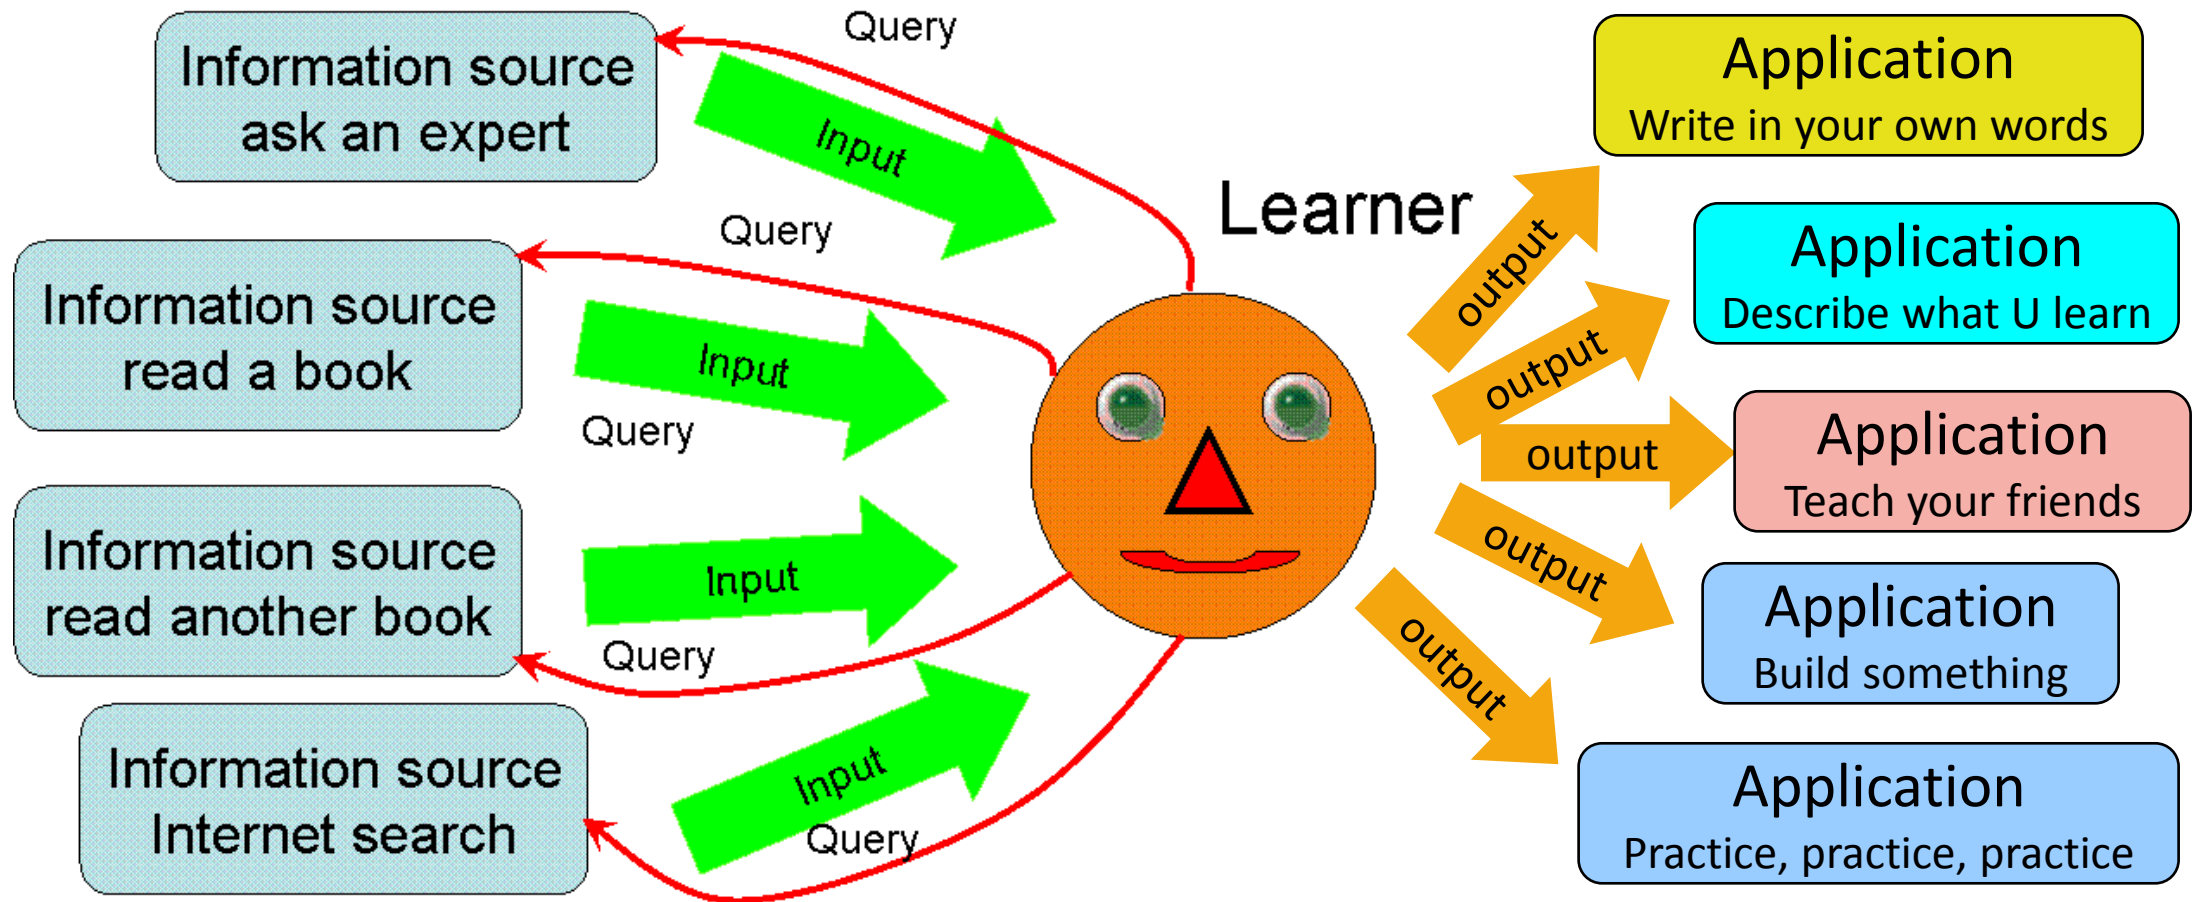 Information source
ask an expert
Query
Input
Information source
read a book
Query
Input
Query
Information source
read another book
Input
Query
Information source
Internet search
Input
Query
Learner
output
Application
Write in your own words
output
Application
Describe what U learn
output
Application
Teach your friends
output
Application
Build something
output
Application
Practice, practice, practice